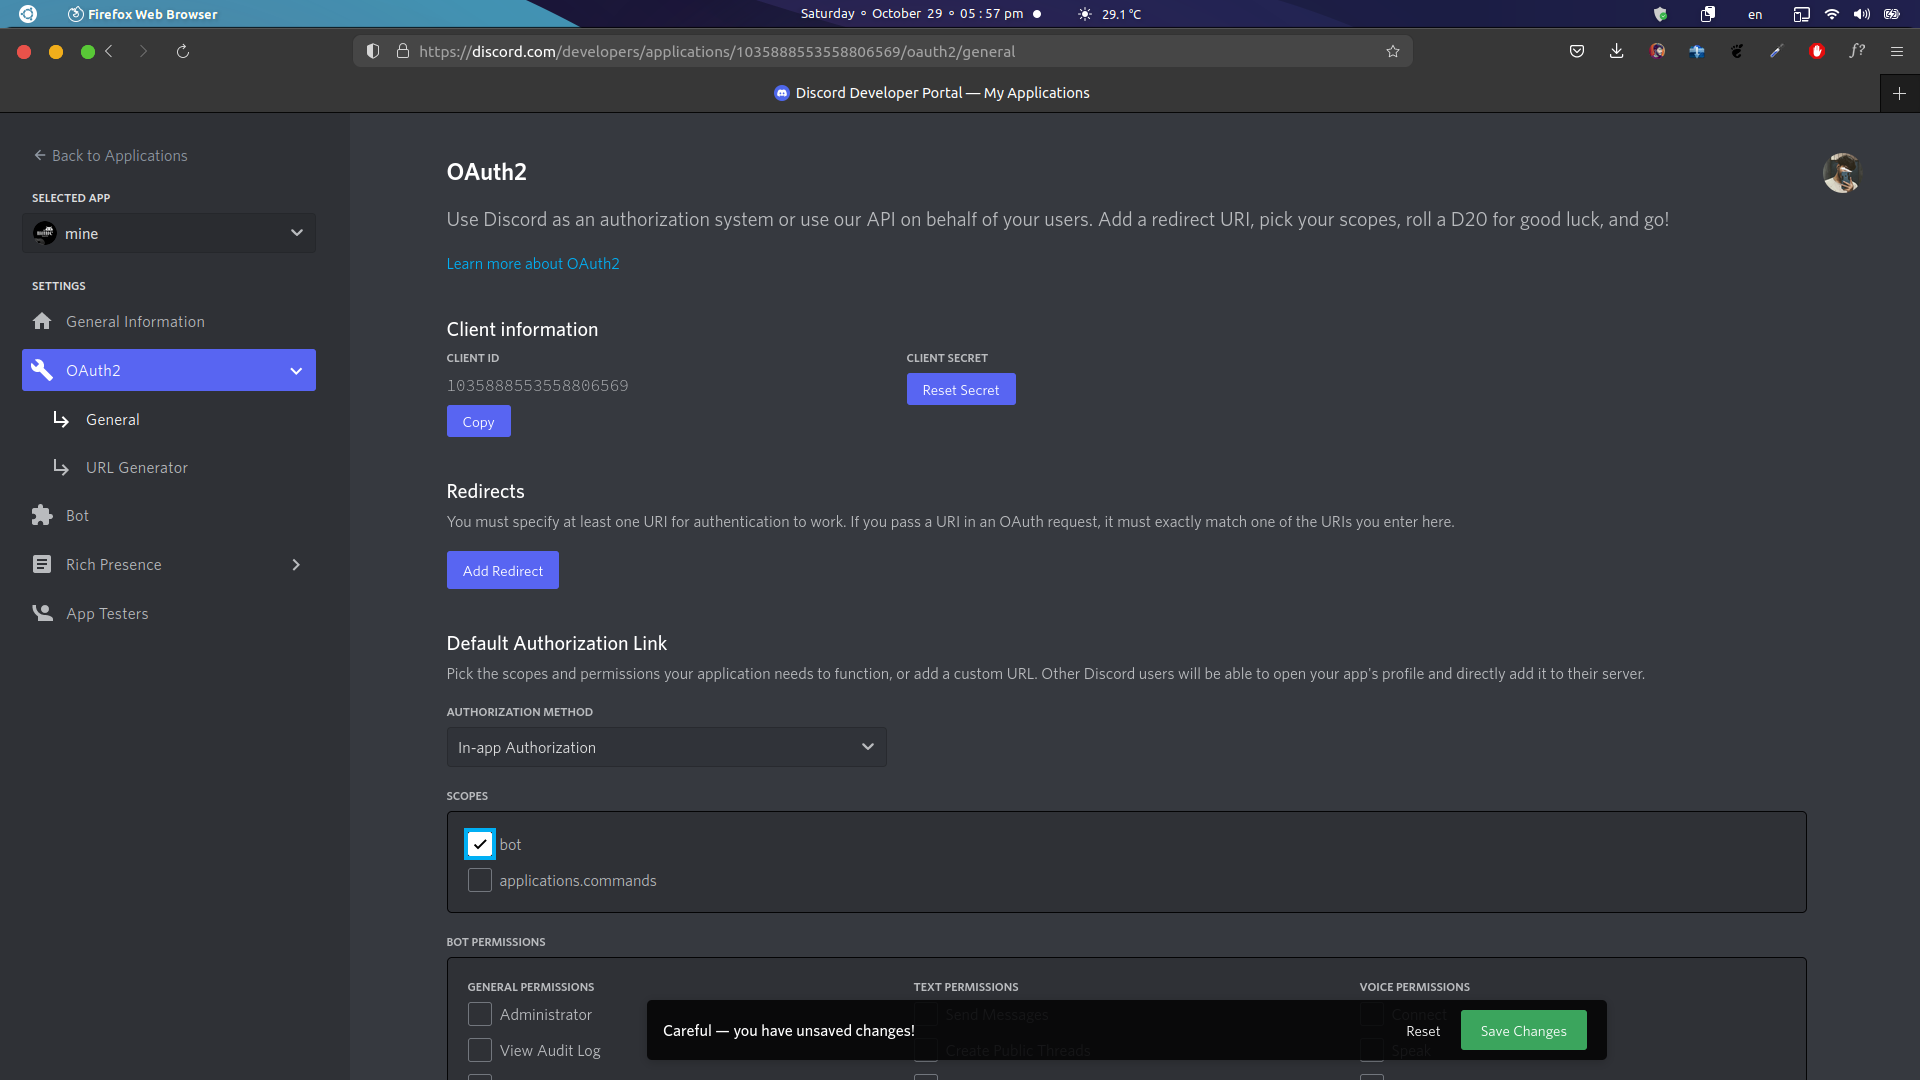 Firefox Web Browser
Saturday ∘ October 29 ∘ 05 : 57 pm
29.1 °C
en
https://discord.com/developers/applications/1035888553558806569/oauth2/general
f?
Discord Developer Portal — My Applications
Back to Applications
SELECTED APP
mine
SETTINGS
General Information
OAuth2
General
URL Generator
Bot
Rich Presence
App Testers
OAuth2
Use Discord as an authorization system or use our API on behalf of your users. Add a redirect URI, pick your scopes, roll a D20 for good luck, and go!
Learn more about OAuth2
Client information
CLIENT ID
1035888553558806569
Copy
CLIENT SECRET
Reset Secret
Redirects
You must specify at least one URI for authentication to work. If you pass a URI in an OAuth request, it must exactly match one of the URIs you enter here.
Add Redirect
Default Authorization Link
Pick the scopes and permissions your application needs to function, or add a custom URL. Other Discord users will be able to open your app's profile and directly add it to their server.
AUTHORIZATION METHOD
In-app Authorization
SCOPES
bot
applications.commands
BOT PERMISSIONS
GENERAL PERMISSIONS
Administrator
View Audit Log
TEXT PERMISSIONS
Send Messages
Create Public Threads
VOICE PERMISSIONS
Connect
Speak
Careful — you have unsaved changes!
Reset
Save Changes